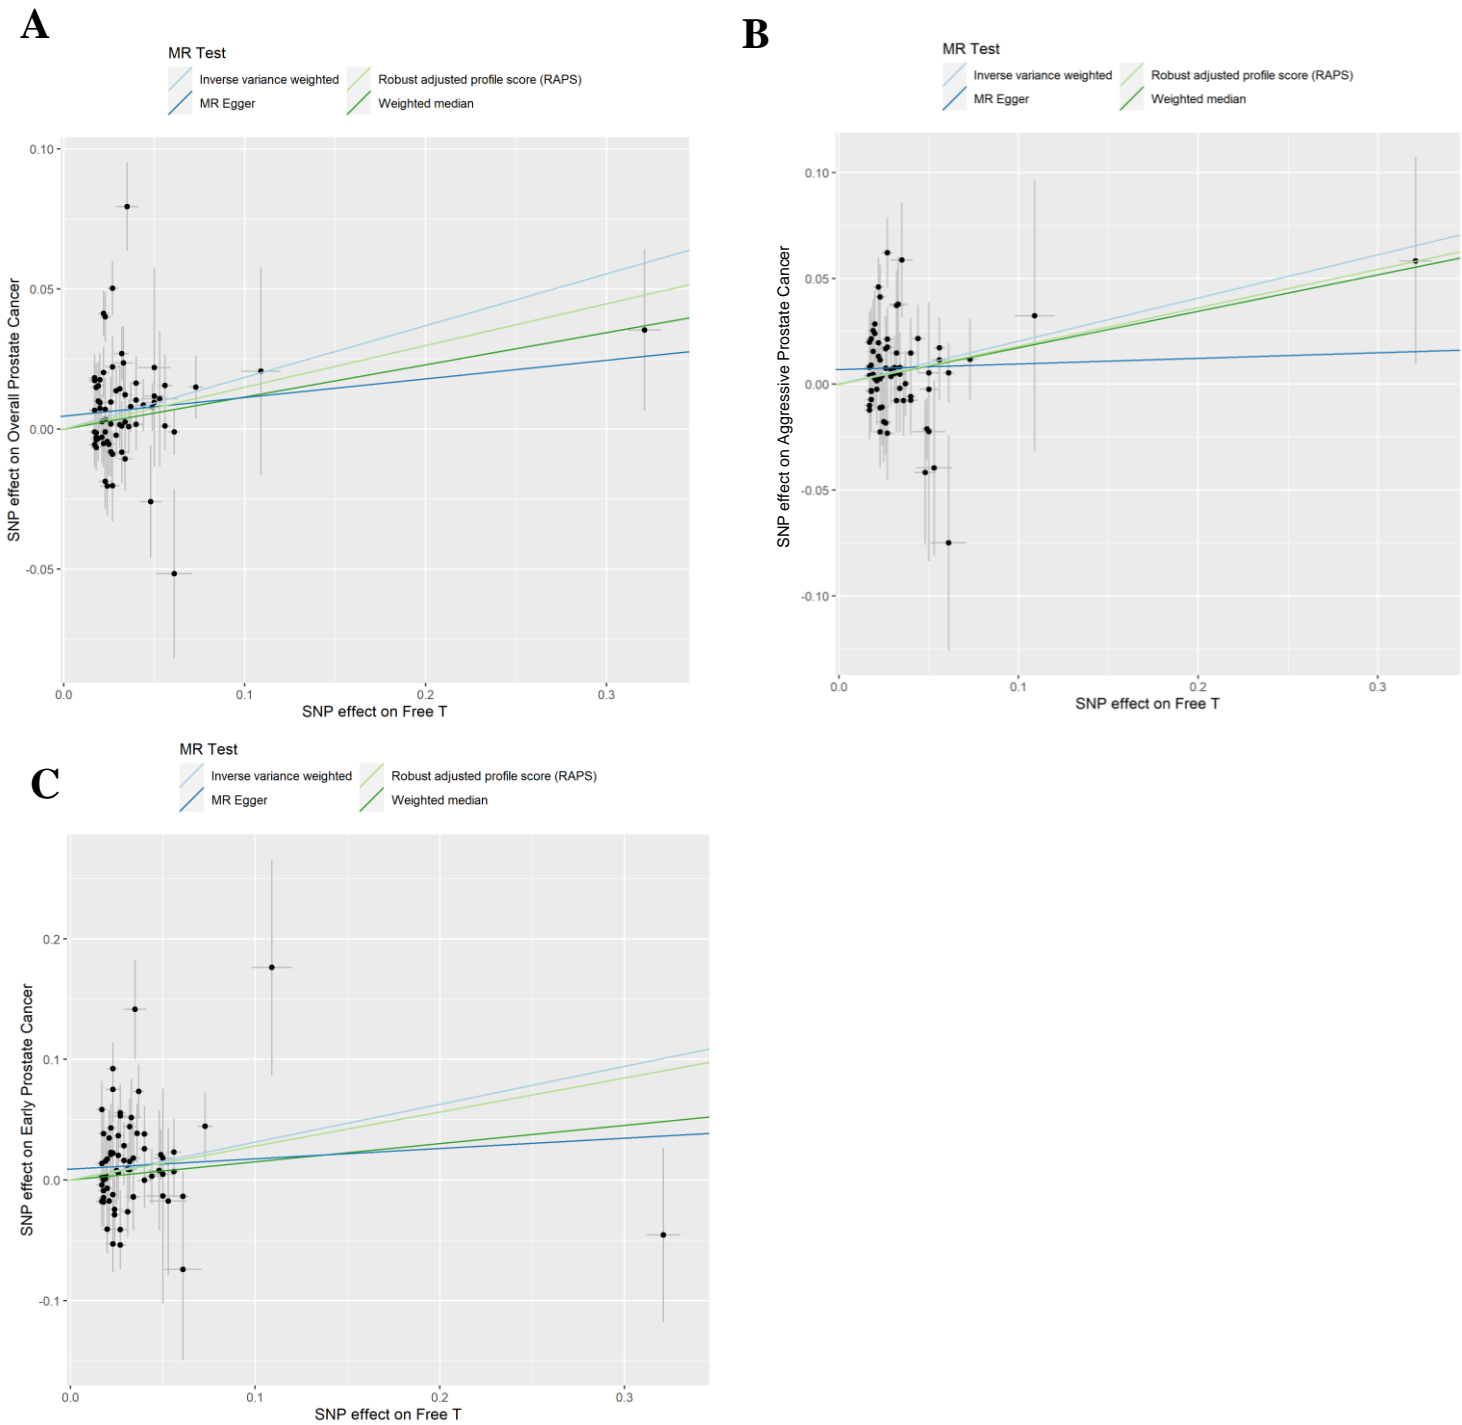 A
MR Test
Inverse variance weighted
Robust adjusted profile score (RAPS)
MR Egger
Weighted median
SNP effect on Overall Prostate Cancer
0.10
0.05
0.00
-0.05
0.0
0.1
0.2
0.3
SNP effect on Free T
B
MR Test
Inverse variance weighted
Robust adjusted profile score (RAPS)
MR Egger
Weighted median
SNP effect on Aggressive Prostate Cancer
0.10
0.05
0.00
-0.05
-0.10
0.0
0.1
0.2
0.3
SNP effect on Free T
C
MR Test
Inverse variance weighted
Robust adjusted profile score (RAPS)
MR Egger
Weighted median
SNP effect on Early Prostate Cancer
0.2
0.1
0.0
-0.1
0.0
0.1
0.2
0.3
SNP effect on Free T